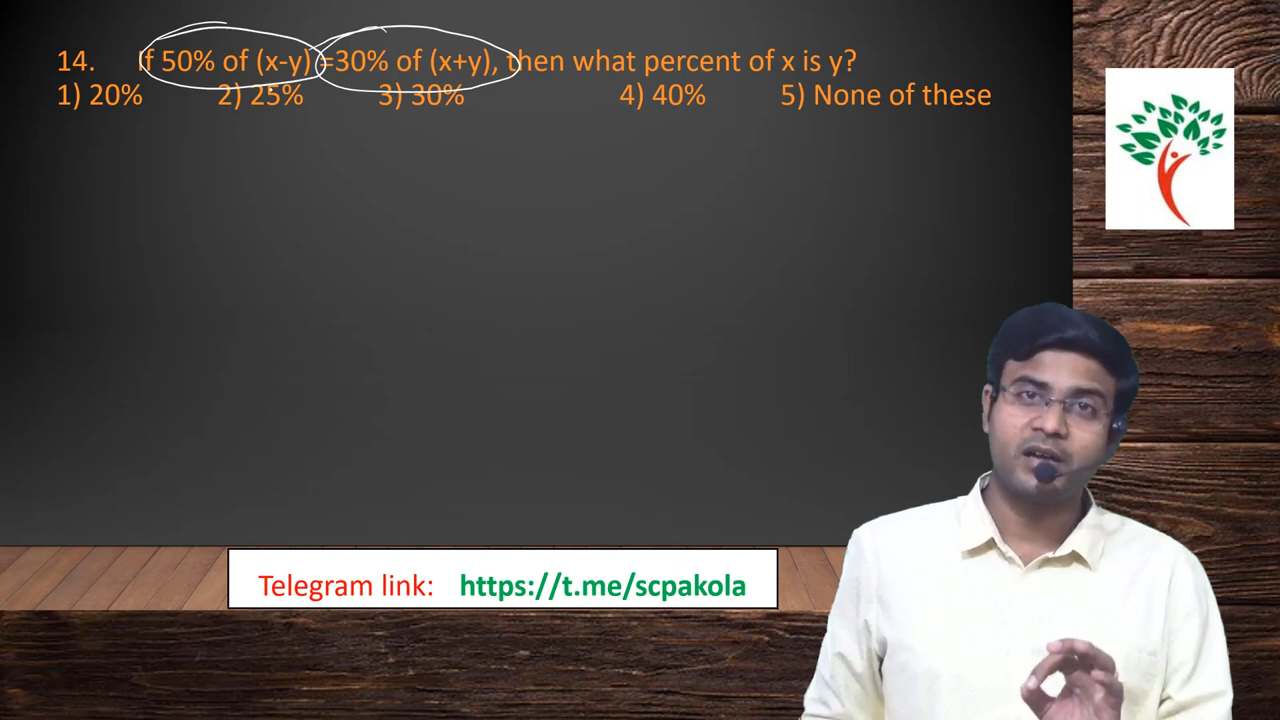 14. If 50% of (x-y) =30% of (x+y), then what percent of x is y?
1) 20% 2) 25% 3) 30% 4) 40% 5) None of these
Telegram link: https://t.me/scpakola